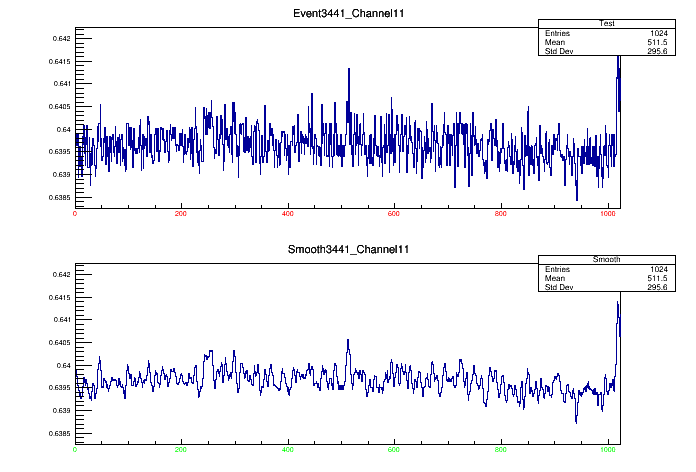 Event3441_Channel11
Test
Entries 1024
Mean 511.5
Std Dev 295.6
0.642
0.6415
0.641
0.6405
0.64
0.6395
0.639
0.6385
0 200 400 600 800 1000
Smooth3441_Channel11
Smooth
Entries 1024
Mean 511.5
Std Dev 295.6
0.642
0.6415
0.641
0.6405
0.64
0.6395
0.639
0.6385
0 200 400 600 800 1000